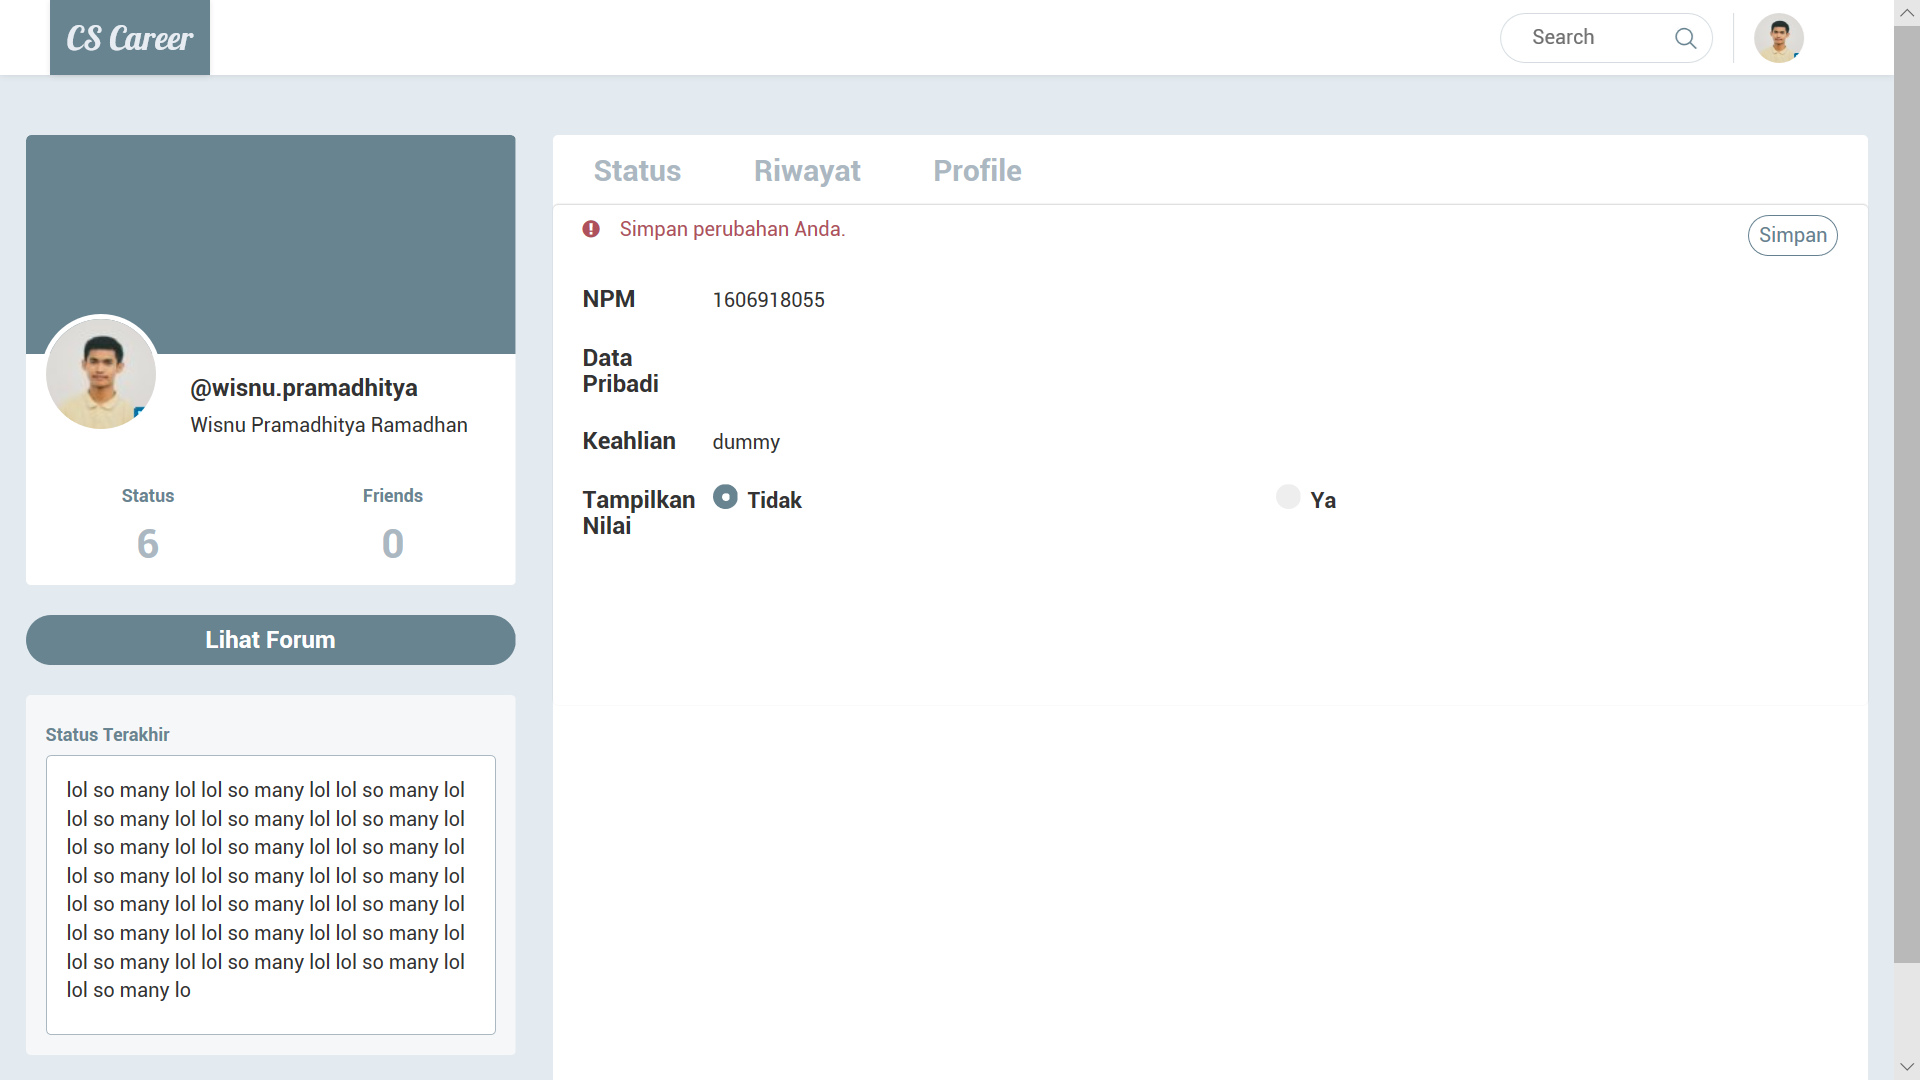 CS Career
Search
@wisnu.pramadhitya
Wisnu Pramadhitya Ramadhan
Status
Friends
6
0
Lihat Forum
Status Terakhir
lol so many lol lol so many lol lol so many lol
lol so many lol lol so many lol lol so many lol
lol so many lol lol so many lol lol so many lol
lol so many lol lol so many lol lol so many lol
lol so many lol lol so many lol lol so many lol
lol so many lol lol so many lol lol so many lol
lol so many lol lol so many lol lol so many lol
lol so many lo
Status
Riwayat
Profile
Simpan perubahan Anda.
Simpan
NPM 1606918055
Data
Pribadi
Keahlian dummy
Tampilkan Tidak Ya
Nilai